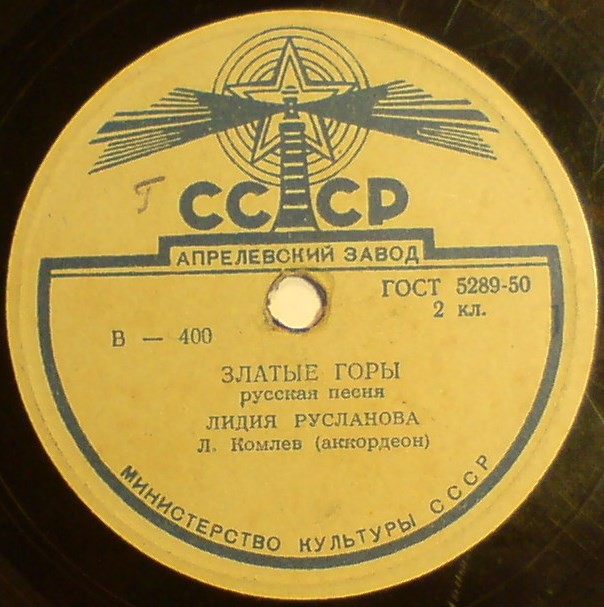 СССР
АПРЕЛЕВСКИЙ ЗАВОД
ГОСТ 5289-50
2 кл.
В — 400
ЗЛАТЫЕ ГОРЫ
русская песня
ЛИДИЯ РУСЛАНОВА
Л. Комлев (аккордеон)
МИНИСТЕРСТВО КУЛЬТУРЫ СССР